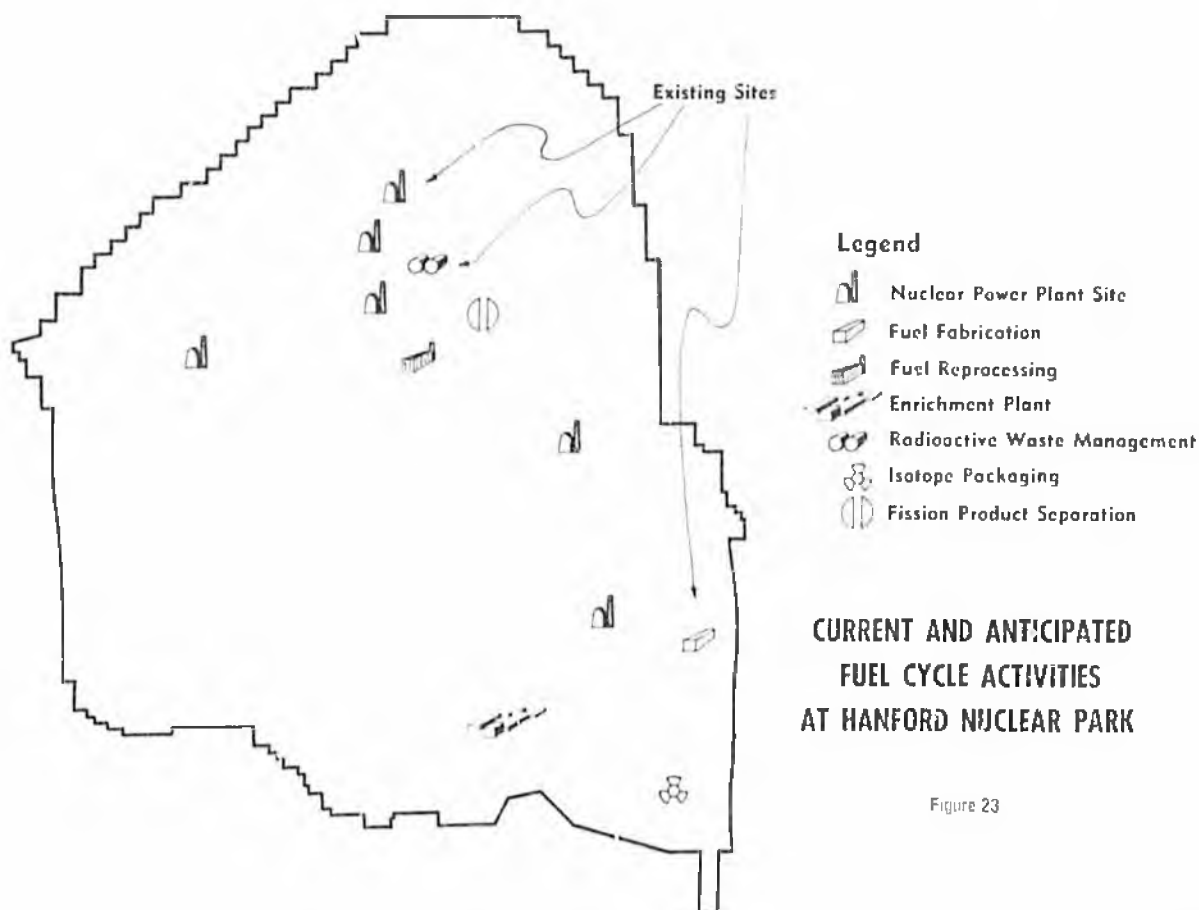 Existing Sites
Legend
Nuclear Power Plant Site
Fuel Fabrication
Fuel Reprocessing
Enrichment Plant
Radioactive Waste Management
Isotope Packaging
Fission Product Separation
CURRENT AND ANTICIPATED
FUEL CYCLE ACTIVITIES
AT HANFORD NUCLEAR PARK
Figure 23